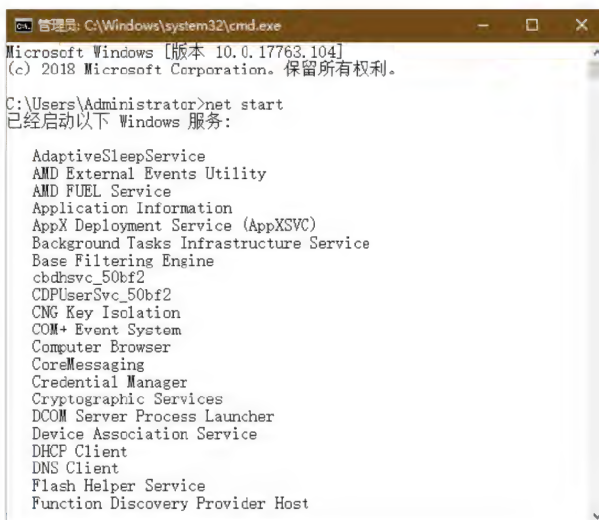 管理员: C:\Windows\system32\cmd.exe
Microsoft Windows [版本 10.0.17763.104]
(c) 2018 Microsoft Corporation。保留所有权利。
C:\Users\Administrator>net start
已经启动以下 Windows 服务:
AdaptiveSleepService
AMD External Events Utility
AMD FUEL Service
Application Information
AppX Deployment Service (AppXSVC)
Background Tasks Infrastructure Service
Base Filtering Engine
cbdhsvc_50bf2
CDPUserSvc_50bf2
CNG Key Isolation
COM+ Event System
Computer Browser
CoreMessaging
Credential Manager
Cryptographic Services
DCOM Server Process Launcher
Device Association Service
DHCP Client
DNS Client
Flash Helper Service
Function Discovery Provider Host